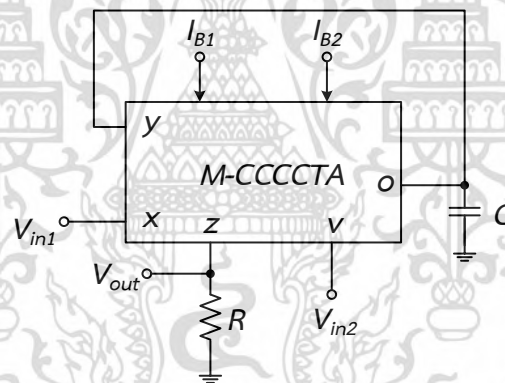 I_B1 I_B2
y
M-CCCCTA
o
x z v
C
V_in1
V_out
R
V_in2